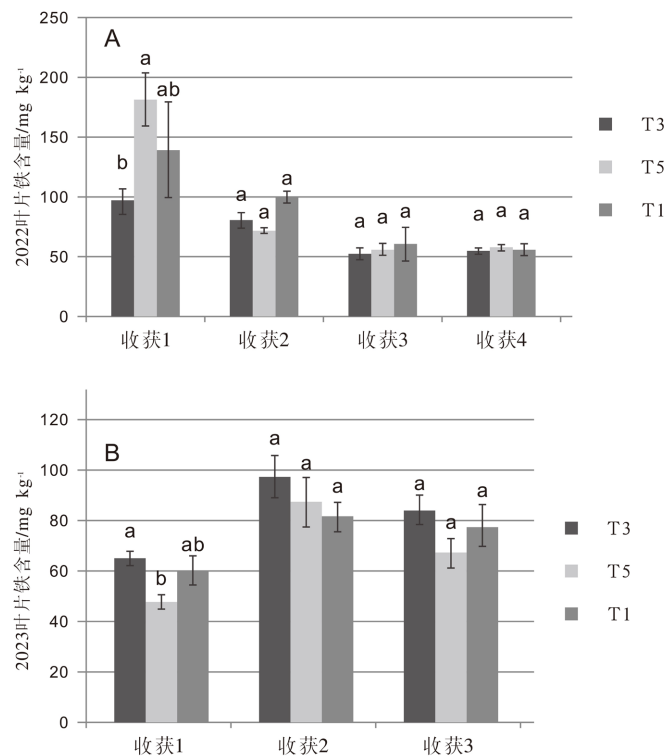 250
A
a
200
ab
2022叶片铁含量/mg kg⁻¹
150
b
100
a a a
50
a a a
a a a
0
收获1 收获2 收获3 收获4
T3
T5
T1
120
B
a a a
100
a a a
2023叶片铁含量/mg kg⁻¹
80
a b ab
60
40
20
0
收获1 收获2 收获3
T3
T5
T1